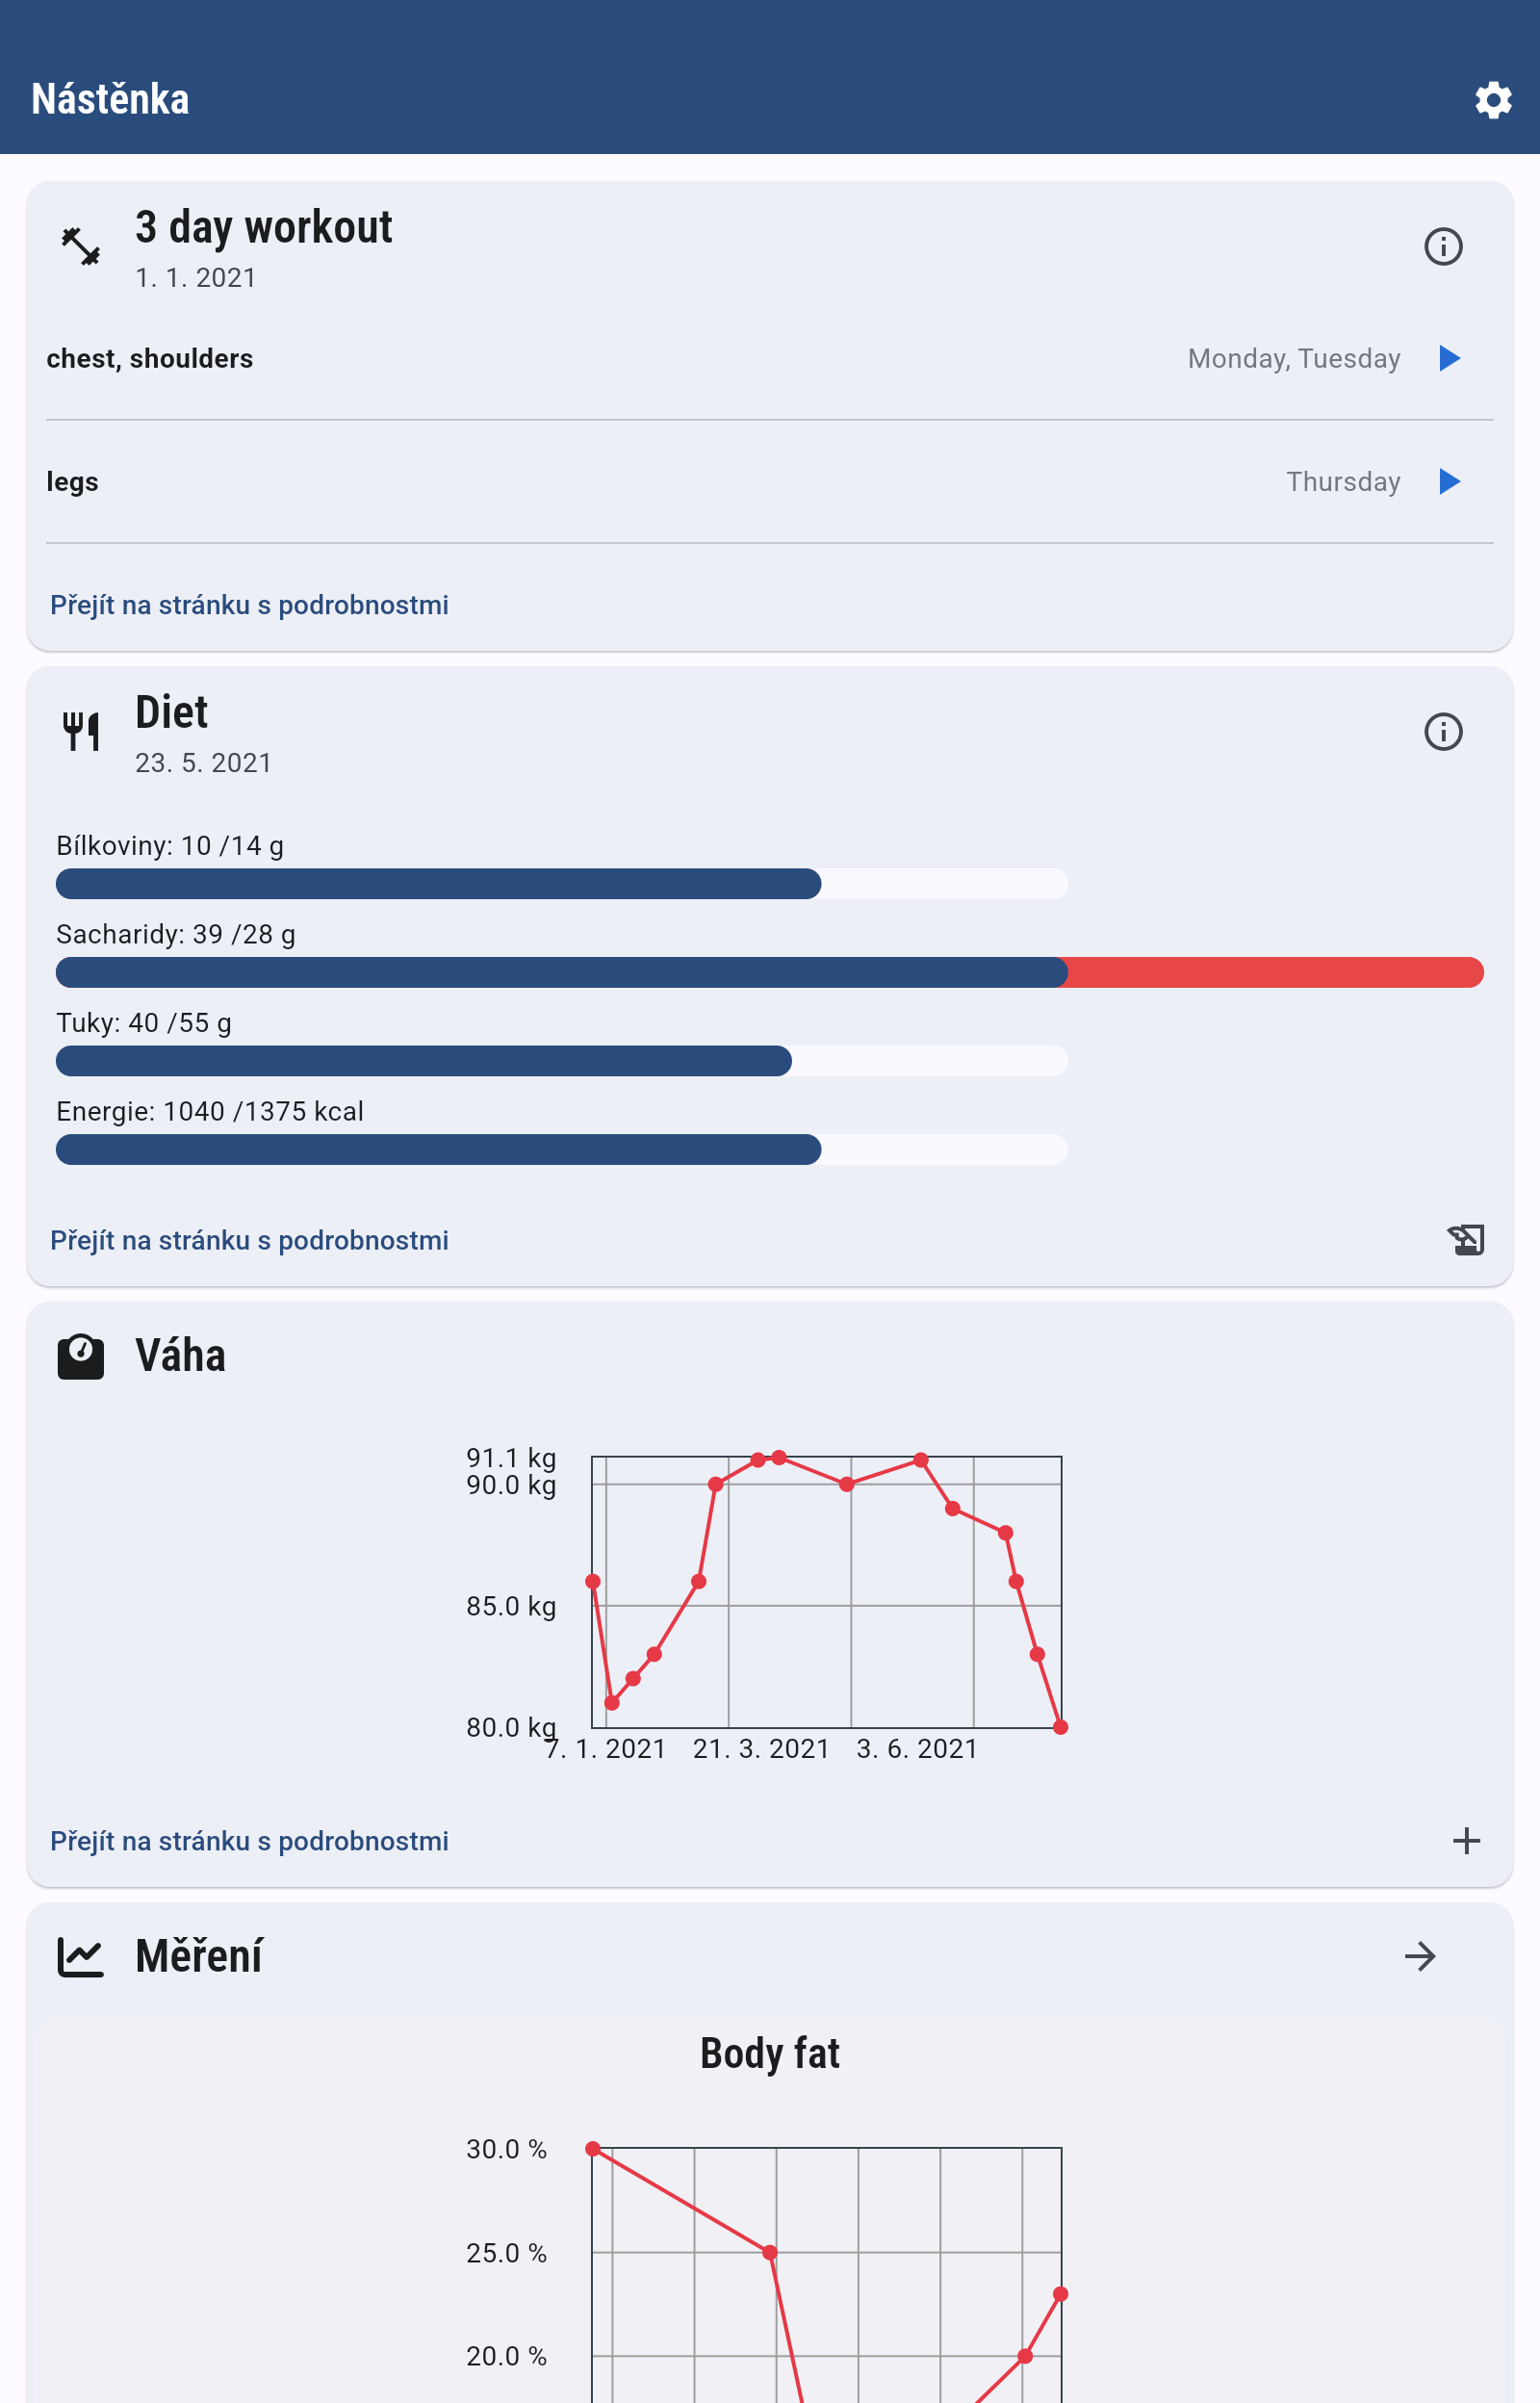 Nástěnka
3 day workout
1. 1. 2021
chest, shoulders Monday, Tuesday
legs Thursday
Přejít na stránku s podrobnostmi
Diet
23. 5. 2021
Bílkoviny: 10 /14 g
Sacharidy: 39 /28 g
Tuky: 40 /55 g
Energie: 1040 /1375 kcal
Přejít na stránku s podrobnostmi
Váha
91.1 kg
90.0 kg
85.0 kg
80.0 kg
7. 1. 2021 21. 3. 2021 3. 6. 2021
Přejít na stránku s podrobnostmi
Měření
Body fat
30.0 %
25.0 %
20.0 %